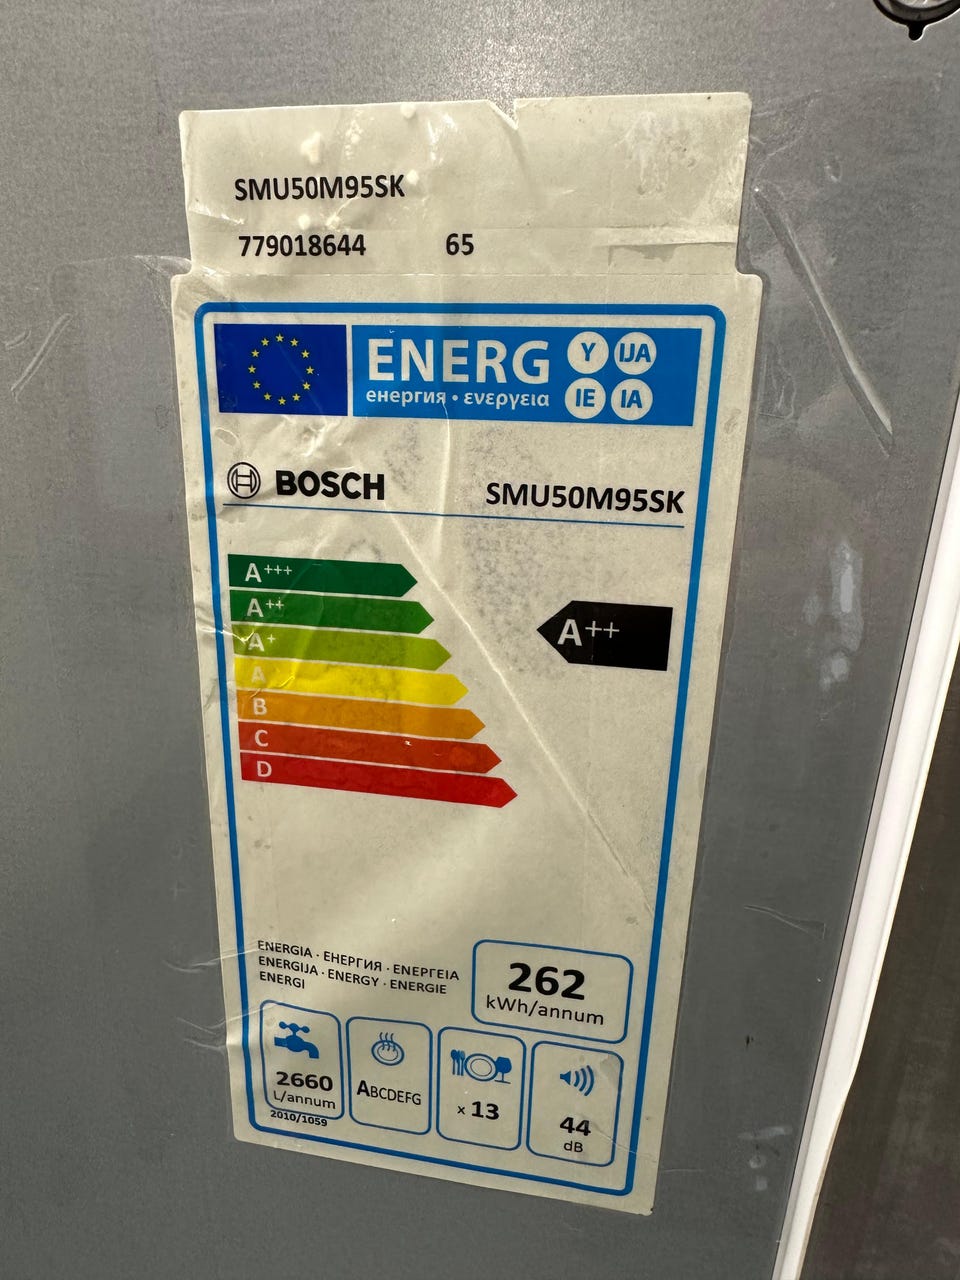 SMU50M95SK
779018644 65
ENERG Y IJA
енергия · ενεργεια IE IA
BOSCH SMU50M95SK
A+++
A++
A++
A+
A
B
C
D
ENERGIA · ЕНЕРГИЯ · ΕΝΕΡΓΕΙΑ
ENERGIJA · ENERGY · ENERGIE
ENERGI
262
kWh/annum
2660
L/annum
ABCDEFG
x 13
44
dB
2010/1059